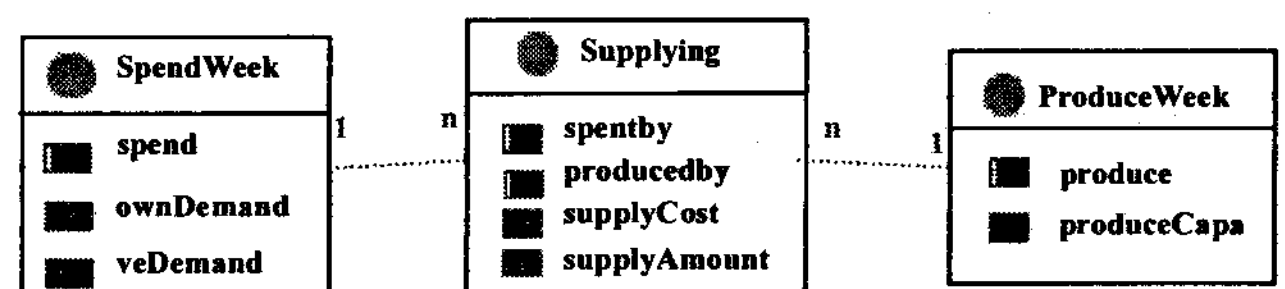 SpendWeek
spend
ownDemand
veDemand
1
n
Supplying
spentby
producedby
supplyCost
supplyAmount
n
1
ProduceWeek
produce
produceCapa